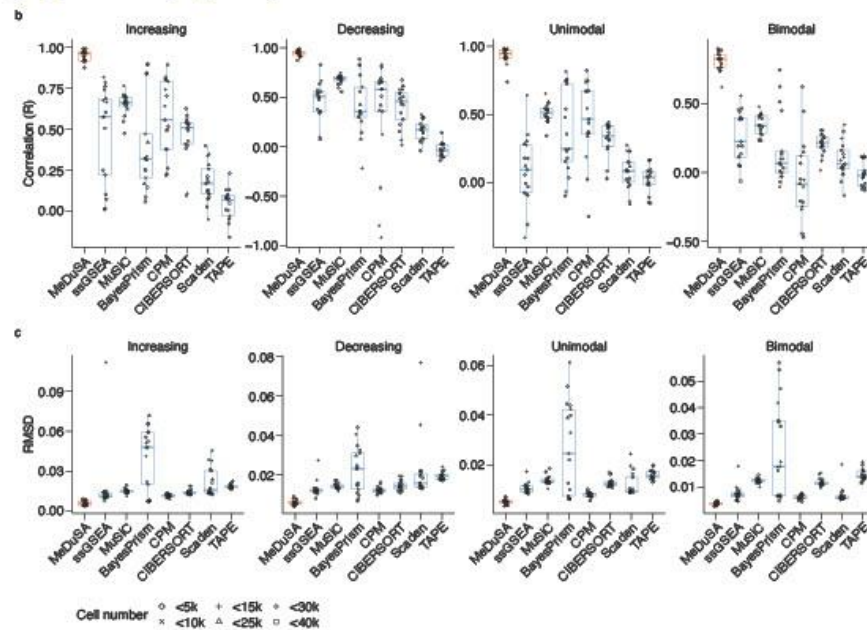 b
Increasing Decreasing Unimodal Bimodal
Correlation (R)
1.00
0.75
0.50
0.25
0.00
1.00
0.50
0.00
−0.50
−1.00
1.00
0.50
0.00
0.50
0.00
−0.50
MeDuSA ssGSEA MuSIC BayesPrism CPM CIBERSORT Scaden TAPE
MeDuSA ssGSEA MuSIC BayesPrism CPM CIBERSORT Scaden TAPE
MeDuSA ssGSEA MuSIC BayesPrism CPM CIBERSORT Scaden TAPE
MeDuSA ssGSEA MuSIC BayesPrism CPM CIBERSORT Scaden TAPE
c
Increasing Decreasing Unimodal Bimodal
RMSD
0.09
0.06
0.03
0.00
0.08
0.06
0.04
0.02
0.06
0.04
0.02
0.05
0.04
0.03
0.02
0.01
MeDuSA ssGSEA MuSIC BayesPrism CPM CIBERSORT Scaden TAPE
MeDuSA ssGSEA MuSIC BayesPrism CPM CIBERSORT Scaden TAPE
MeDuSA ssGSEA MuSIC BayesPrism CPM CIBERSORT Scaden TAPE
MeDuSA ssGSEA MuSIC BayesPrism CPM CIBERSORT Scaden TAPE
Cell number <5k <15k <30k
<10k <25k <40k